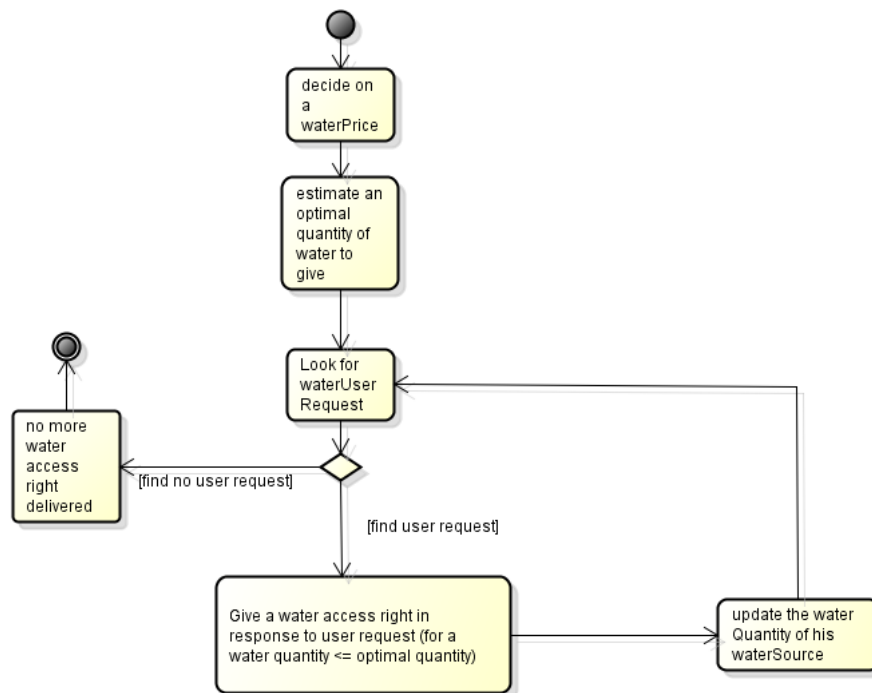 decide on
a
waterPrice
estimate an
optimal
quantity of
water to
give
Look for
waterUser
Request
no more
water
access
right
delivered
[find no user request]
[find user request]
Give a water access right in
response to user request (for a
water quantity <= optimal quantity)
update the water
Quantity of his
waterSource